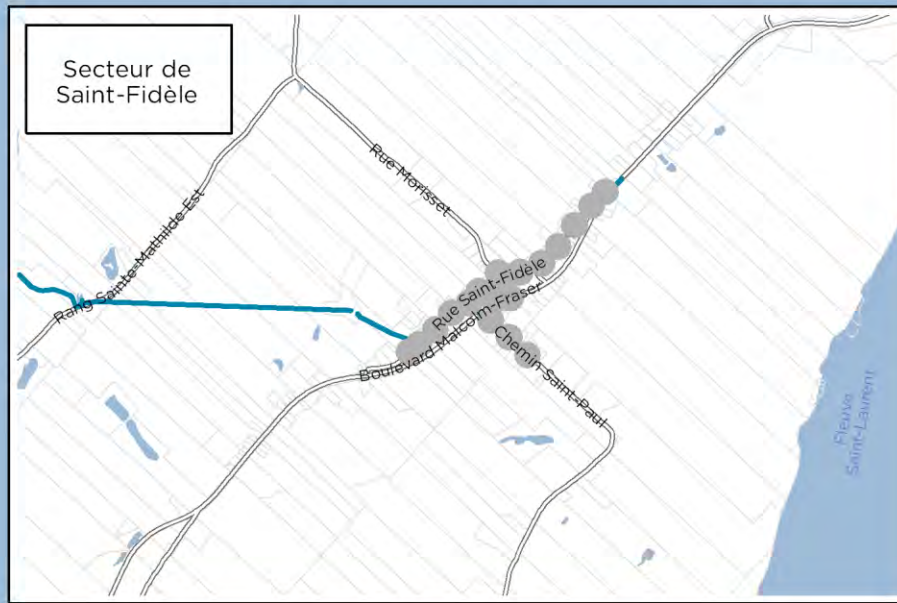 Secteur de
Saint-Fidèle
Rue Morisset
Rang Sainte-Mathilde Est
Rue Saint-Fidèle
Boulevard Malcolm-Fraser
Chemin Saint-Paul
Fleuve
Saint-Laurent